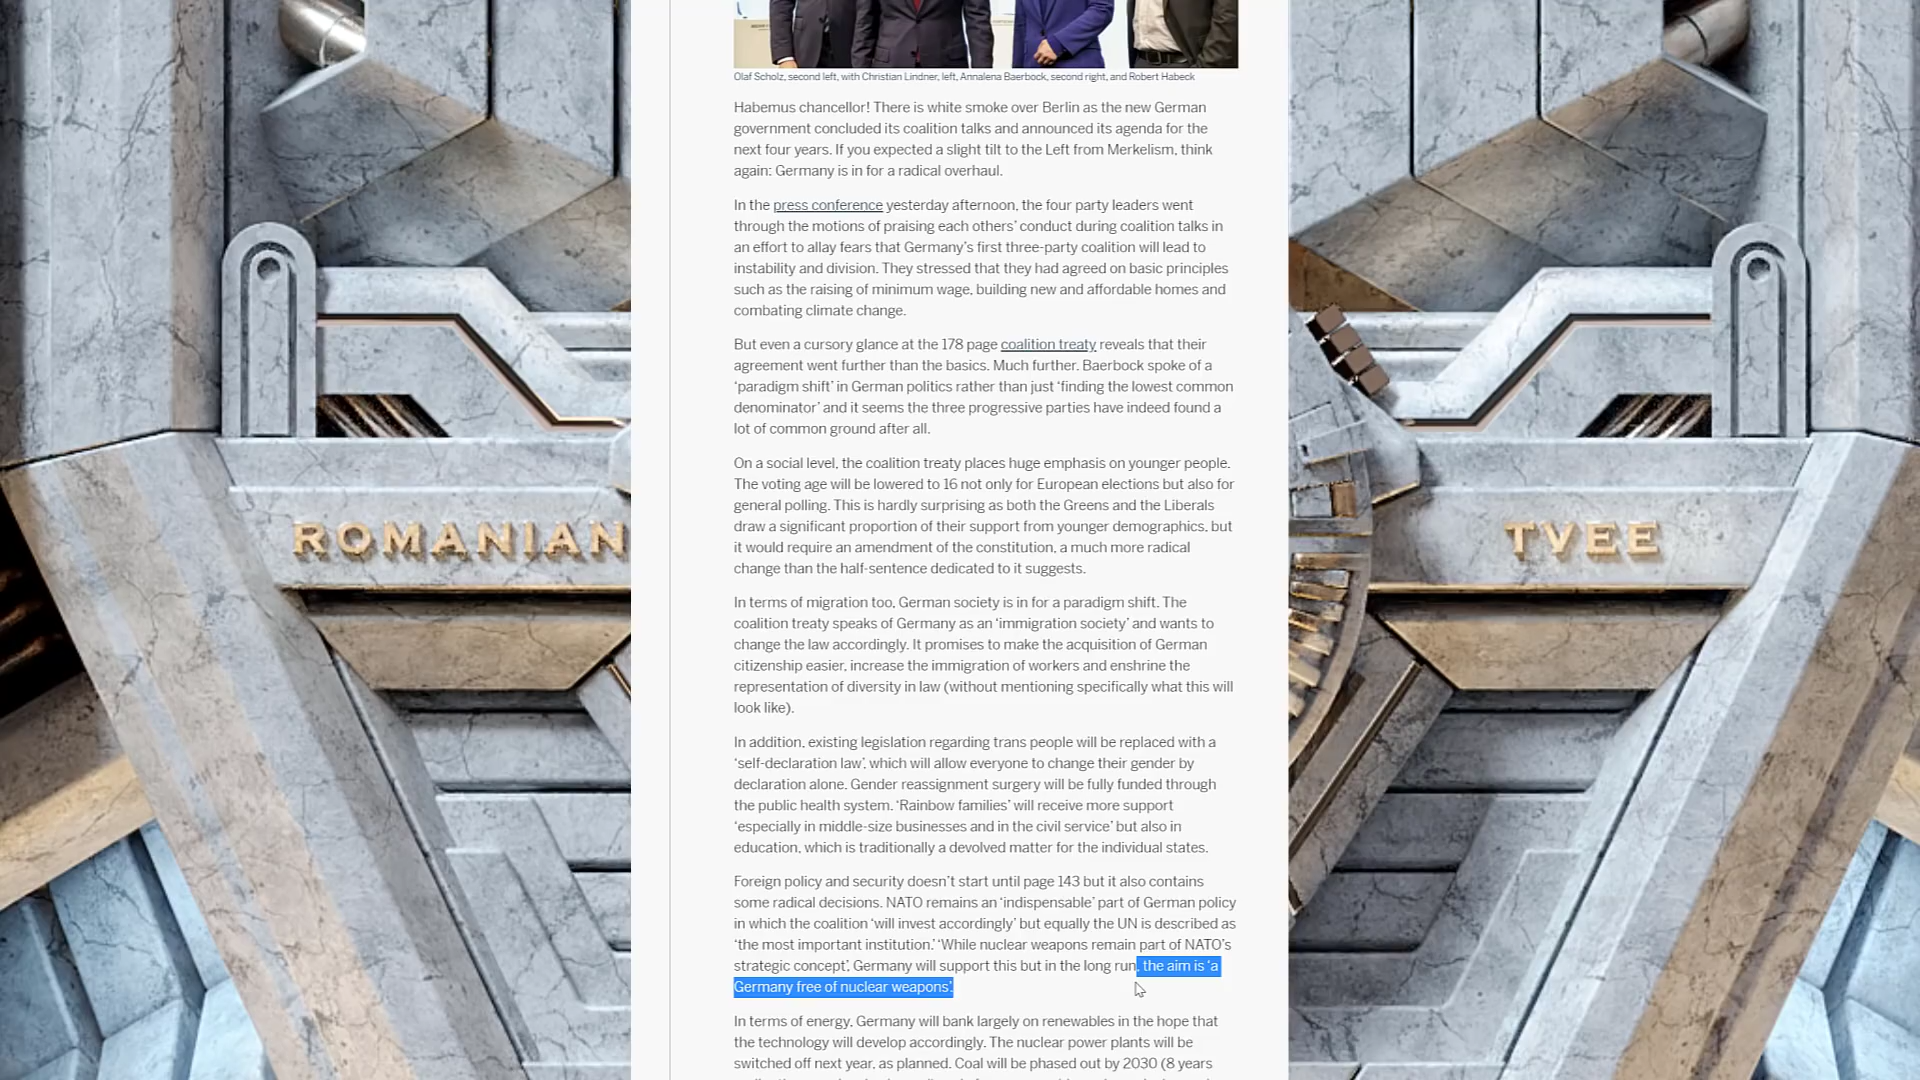 Olaf Scholz, second left, with Christian Lindner, left, Annalena Baerbock, second right, and Robert Habeck
Habemus chancellor! There is white smoke over Berlin as the new German
government concluded its coalition talks and announced its agenda for the
next four years. If you expected a slight tilt to the Left from Merkelism, think
again: Germany is in for a radical overhaul.
In the press conference yesterday afternoon, the four party leaders went
through the motions of praising each others’ conduct during coalition talks in
an effort to allay fears that Germany’s first three-party coalition will lead to
instability and division. They stressed that they had agreed on basic principles
such as the raising of minimum wage, building new and affordable homes and
combating climate change.
But even a cursory glance at the 178 page coalition treaty reveals that their
agreement went further than the basics. Much further. Baerbock spoke of a
‘paradigm shift’ in German politics rather than just ‘finding the lowest common
denominator’ and it seems the three progressive parties have indeed found a
lot of common ground after all.
On a social level, the coalition treaty places huge emphasis on younger people.
The voting age will be lowered to 16 not only for European elections but also for
general polling. This is hardly surprising as both the Greens and the Liberals
draw a significant proportion of their support from younger demographics, but
it would require an amendment of the constitution, a much more radical
change than the half-sentence dedicated to it suggests.
ROMANIAN
TVEE
In terms of migration too, German society is in for a paradigm shift. The
coalition treaty speaks of Germany as an ‘immigration society’ and wants to
change the law accordingly. It promises to make the acquisition of German
citizenship easier, increase the immigration of workers and enshrine the
representation of diversity in law (without mentioning specifically what this will
look like).
In addition, existing legislation regarding trans people will be replaced with a
‘self-declaration law’, which will allow everyone to change their gender by
declaration alone. Gender reassignment surgery will be fully funded through
the public health system. ‘Rainbow families’ will receive more support
‘especially in middle-size businesses and in the civil service’ but also in
education, which is traditionally a devolved matter for the individual states.
Foreign policy and security doesn’t start until page 143 but it also contains
some radical decisions. NATO remains an ‘indispensable’ part of German policy
in which the coalition ‘will invest accordingly’ but equally the UN is described as
‘the most important institution.’ ‘While nuclear weapons remain part of NATO’s
strategic concept’, Germany will support this but in the long run, the aim is ‘a
Germany free of nuclear weapons’.
In terms of energy, Germany will bank largely on renewables in the hope that
the technology will develop accordingly. The nuclear power plants will be
switched off next year, as planned. Coal will be phased out by 2030 (8 years